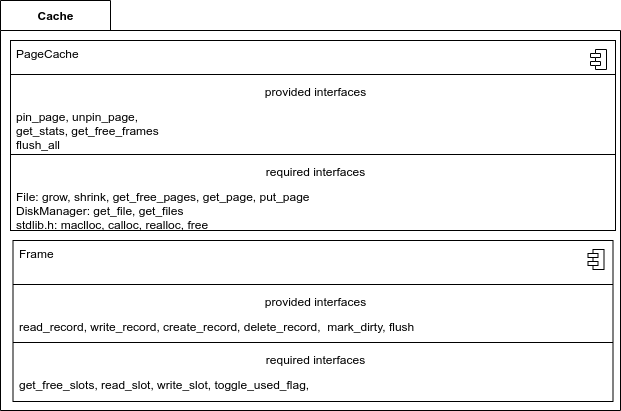 Cache
PageCache
provided interfaces
pin_page, unpin_page,
get_stats, get_free_frames
flush_all
required interfaces
File: grow, shrink, get_free_pages, get_page, put_page
DiskManager: get_file, get_files
stdlib.h: maclloc, calloc, realloc, free
Frame
provided interfaces
read_record, write_record, create_record, delete_record,  mark_dirty, flush
required interfaces
get_free_slots, read_slot, write_slot, toggle_used_flag,